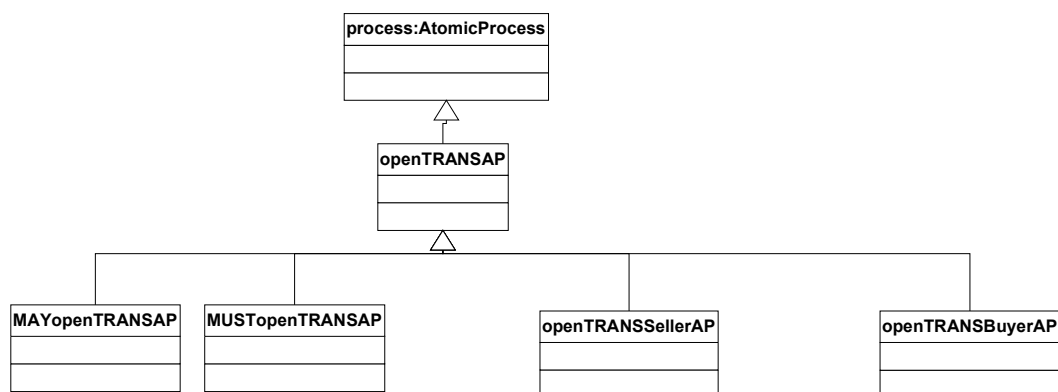 process:AtomicProcess
openTRANSAP
MAYopenTRANSAP
MUSTopenTRANSAP
openTRANSSellerAP
openTRANSBuyerAP